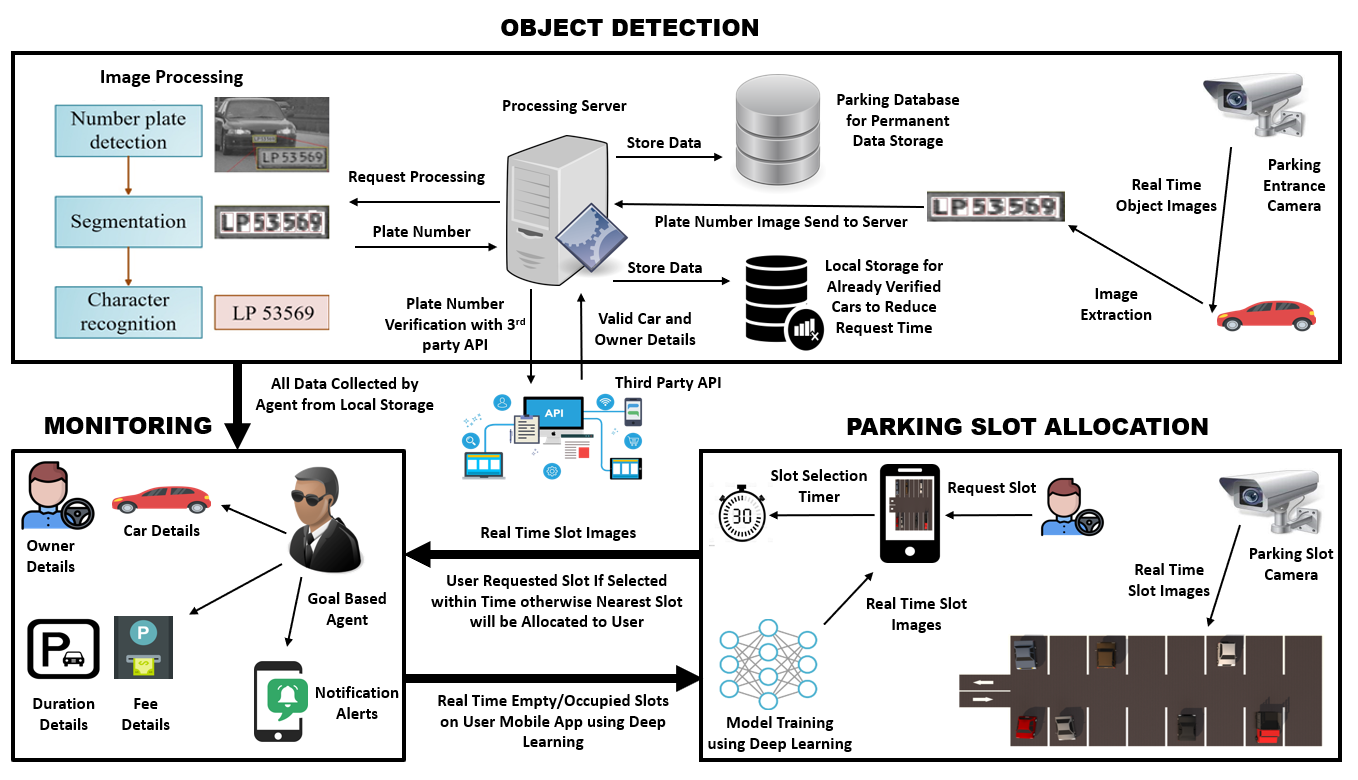 OBJECT DETECTION
Image Processing
Number plate
detection
LP 53569
Segmentation
LP 53569
Character
recognition
LP 53569
Request Processing
Plate Number
Processing Server
Store Data
Parking Database
for Permanent
Data Storage
Plate Number Image Send to Server
LP 53569
Store Data
Local Storage for
Already Verified
Cars to Reduce
Request Time
Real Time
Object Images
Parking
Entrance
Camera
Image
Extraction
Plate Number
Verification with 3rd
party API
Valid Car and
Owner Details
Third Party API
API
All Data Collected by
Agent from Local Storage
MONITORING
Owner
Details
Car Details
Goal Based
Agent
P
Duration
Details
P
Fee
Details
Notification
Alerts
Real Time Slot Images
User Requested Slot If Selected
within Time otherwise Nearest Slot
will be Allocated to User
Real Time Empty/Occupied Slots
on User Mobile App using Deep
Learning
PARKING SLOT ALLOCATION
30
Slot Selection
Timer
Request Slot
Parking Slot
Camera
Real Time
Slot Images
Real Time Slot
Images
Model Training
using Deep Learning